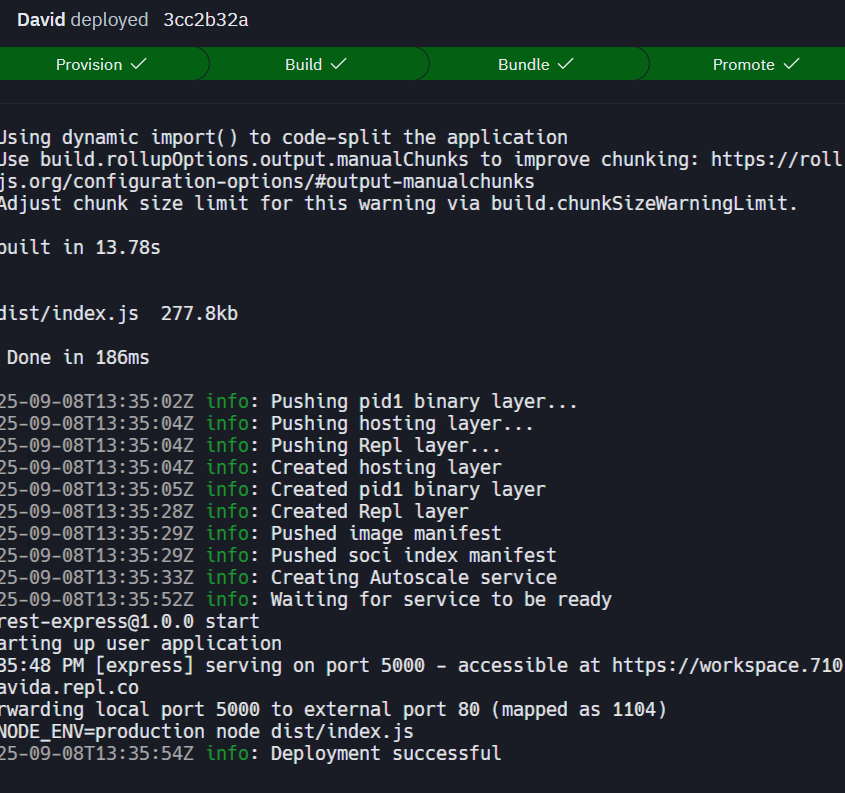 David deployed 3cc2b32a
Provision Build Bundle Promote
Using dynamic import() to code-split the application
Use build.rollupOptions.output.manualChunks to improve chunking: https://roll
js.org/configuration-options/#output-manualchunks
Adjust chunk size limit for this warning via build.chunkSizeWarningLimit.
built in 13.78s
dist/index.js 277.8kb
Done in 186ms
25-09-08T13:35:02Z info: Pushing pid1 binary layer...
25-09-08T13:35:04Z info: Pushing hosting layer...
25-09-08T13:35:04Z info: Pushing Repl layer...
25-09-08T13:35:04Z info: Created hosting layer
25-09-08T13:35:05Z info: Created pid1 binary layer
25-09-08T13:35:28Z info: Created Repl layer
25-09-08T13:35:29Z info: Pushed image manifest
25-09-08T13:35:29Z info: Pushed soci index manifest
25-09-08T13:35:33Z info: Creating Autoscale service
25-09-08T13:35:52Z info: Waiting for service to be ready
rest-express@1.0.0 start
arting up user application
35:48 PM [express] serving on port 5000 – accessible at https://workspace.710
avida.repl.co
rwarding local port 5000 to external port 80 (mapped as 1104)
NODE_ENV=production node dist/index.js
25-09-08T13:35:54Z info: Deployment successful